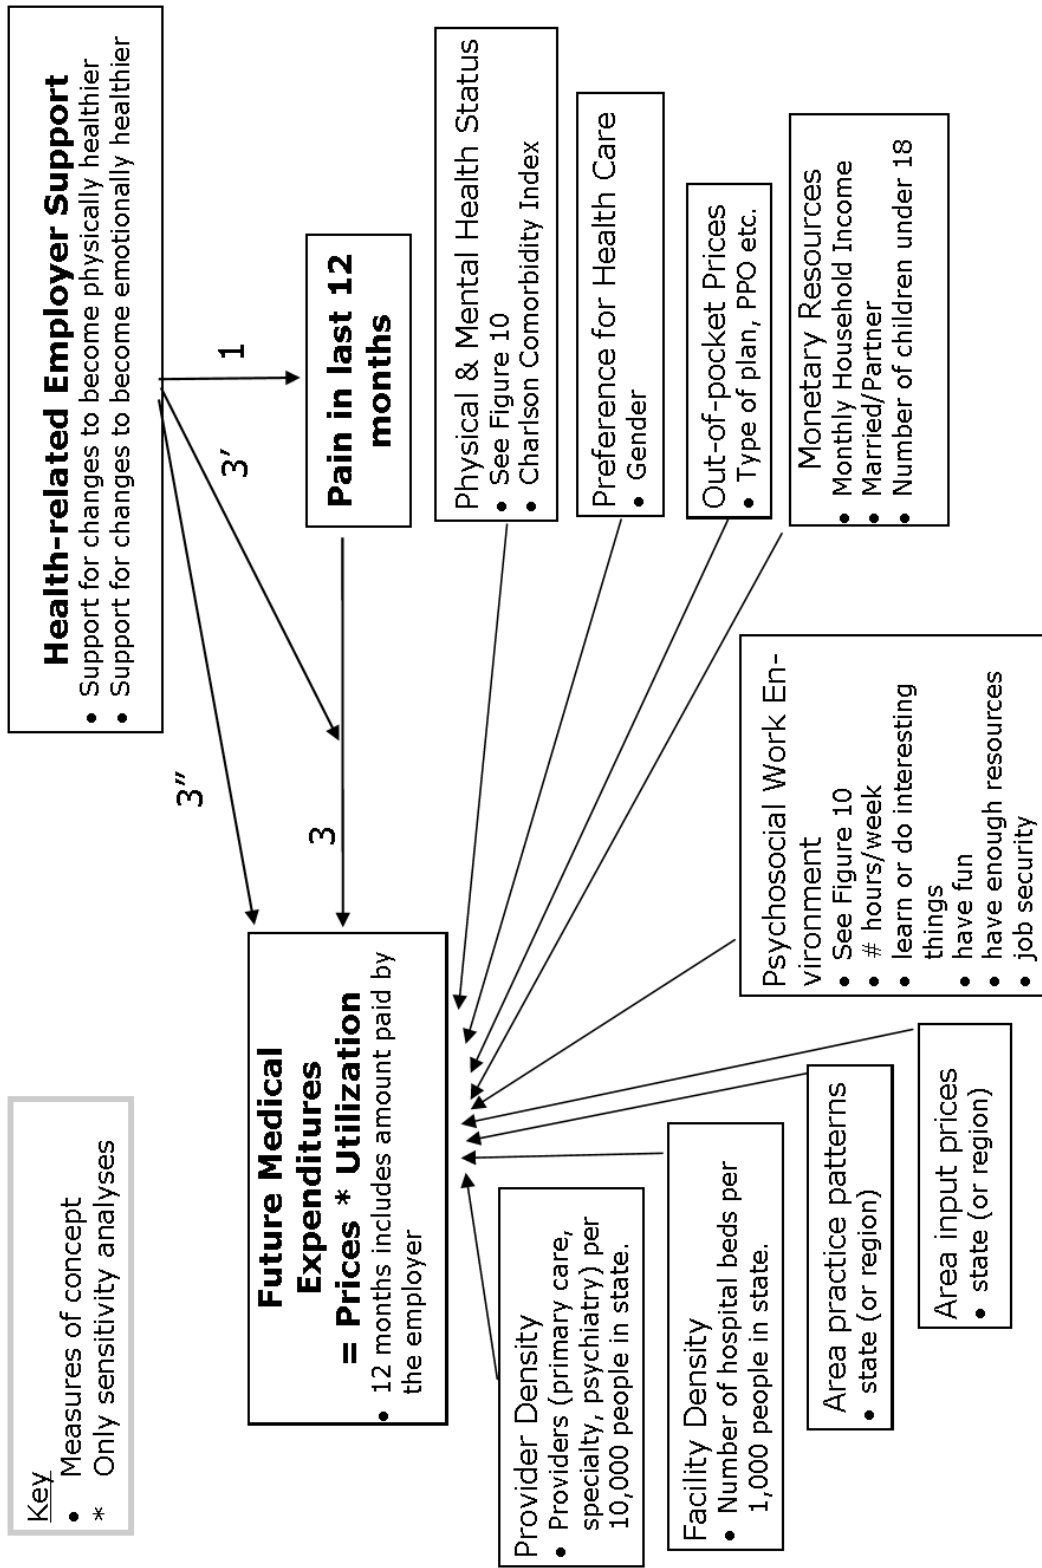 Key
• Measures of concept
* Only sensitivity analyses
Health-related Employer Support
• Support for changes to become physically healthier
• Support for changes to become emotionally healthier
3”
3’
1
3
Future Medical
Expenditures
= Prices * Utilization
• 12 months includes amount paid by
the employer
Pain in last 12
months
Physical & Mental Health Status
• See Figure 10
• Charlson Comorbidity Index
Preference for Health Care
• Gender
Out-of-pocket Prices
• Type of plan, PPO etc.
Monetary Resources
• Monthly Household Income
• Married/Partner
• Number of children under 18
Provider Density
• Providers (primary care,
specialty, psychiatry) per
10,000 people in state.
Facility Density
• Number of hospital beds per
1,000 people in state.
Area practice patterns
• state (or region)
Area input prices
• state (or region)
Psychosocial Work En-
vironment
• See Figure 10
• # hours/week
• learn or do interesting
things
• have fun
• have enough resources
• job security